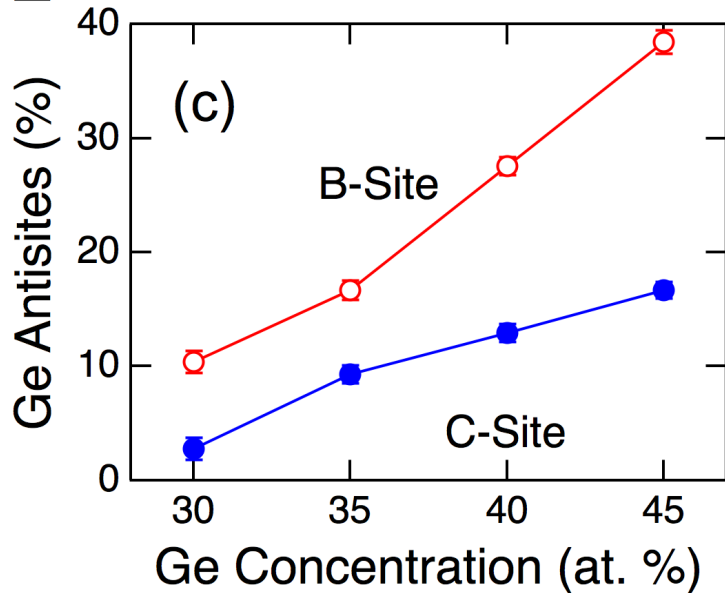 40
(c)
30
B-Site
20
10
C-Site
0
30 35 40 45
Ge Antisites (%)
Ge Concentration (at. %)